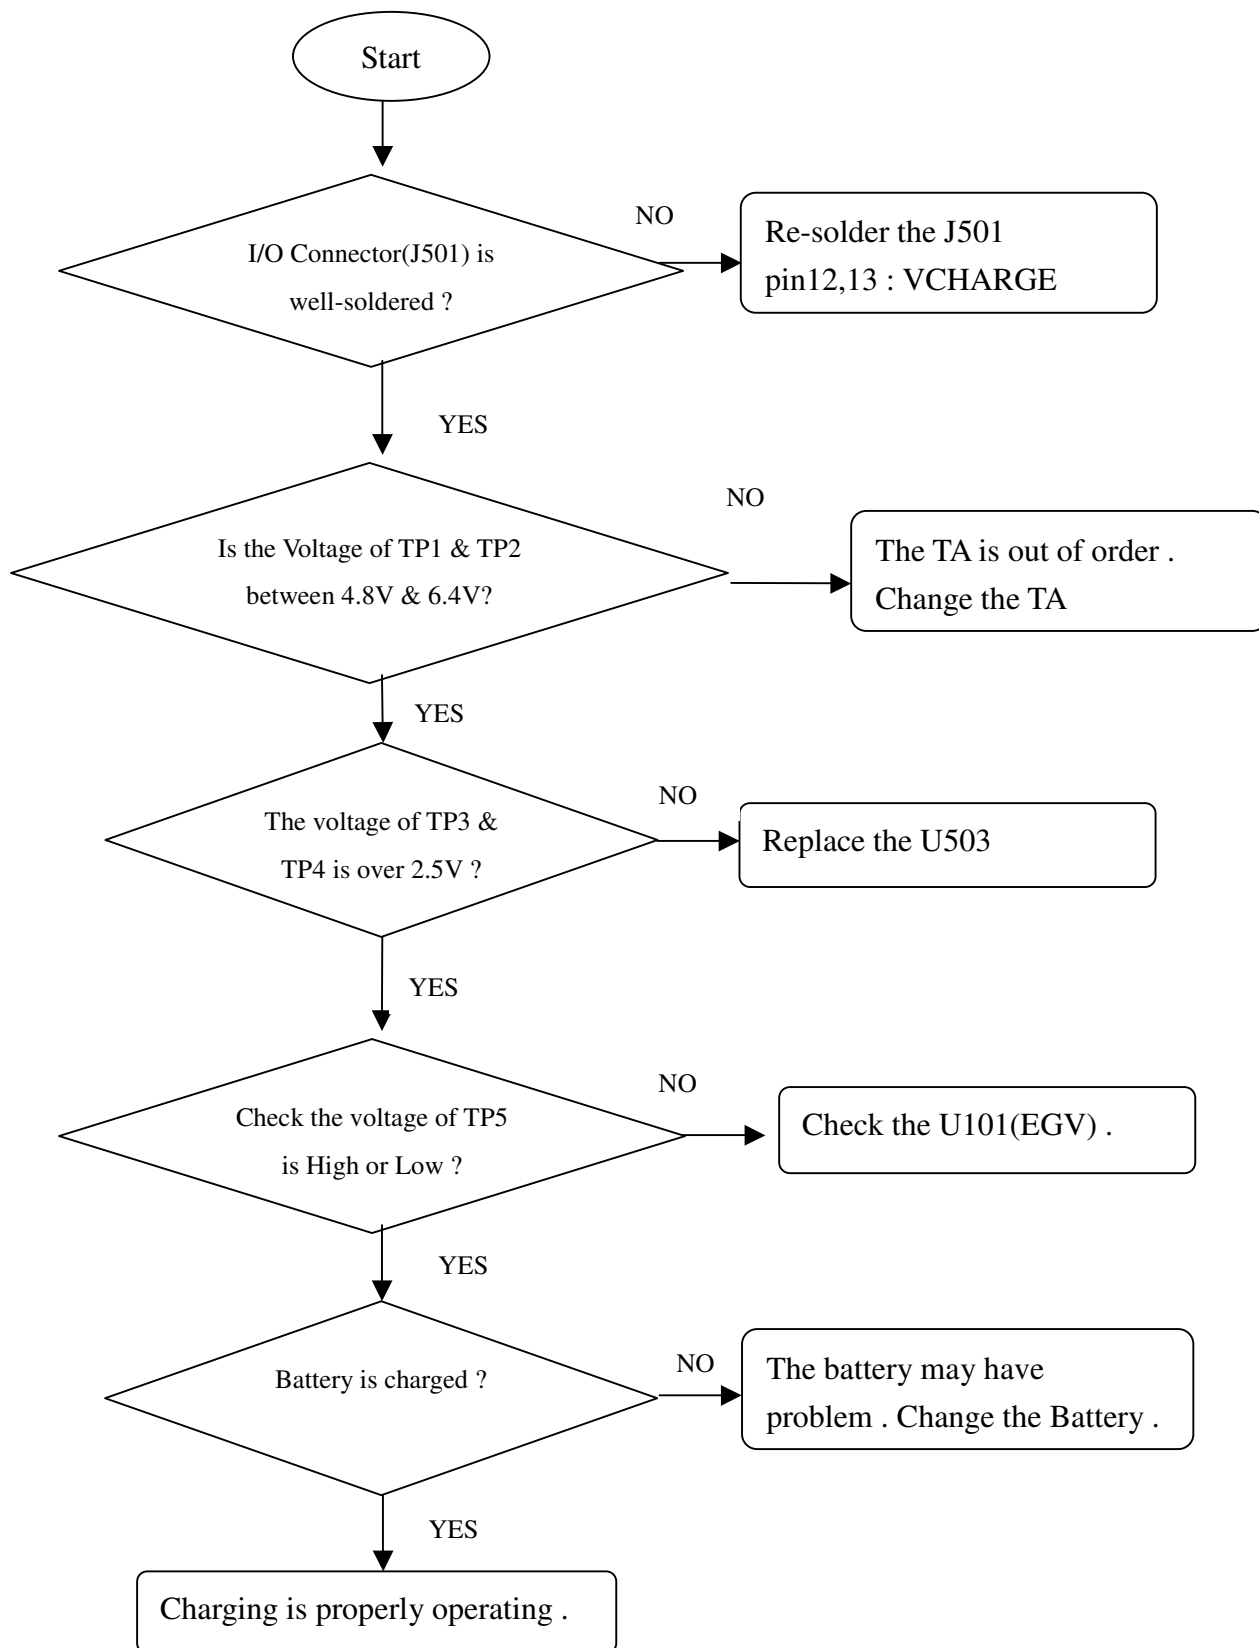 Start
I/O Connector(J501) is
well-soldered ?
NO
Re-solder the J501
pin12,13 : VCHARGE
YES
Is the Voltage of TP1 & TP2
between 4.8V & 6.4V?
NO
The TA is out of order .
Change the TA
YES
The voltage of TP3 &
TP4 is over 2.5V ?
NO
Replace the U503
YES
Check the voltage of TP5
is High or Low ?
NO
Check the U101(EGV) .
YES
Battery is charged ?
NO
The battery may have
problem . Change the Battery .
YES
Charging is properly operating .